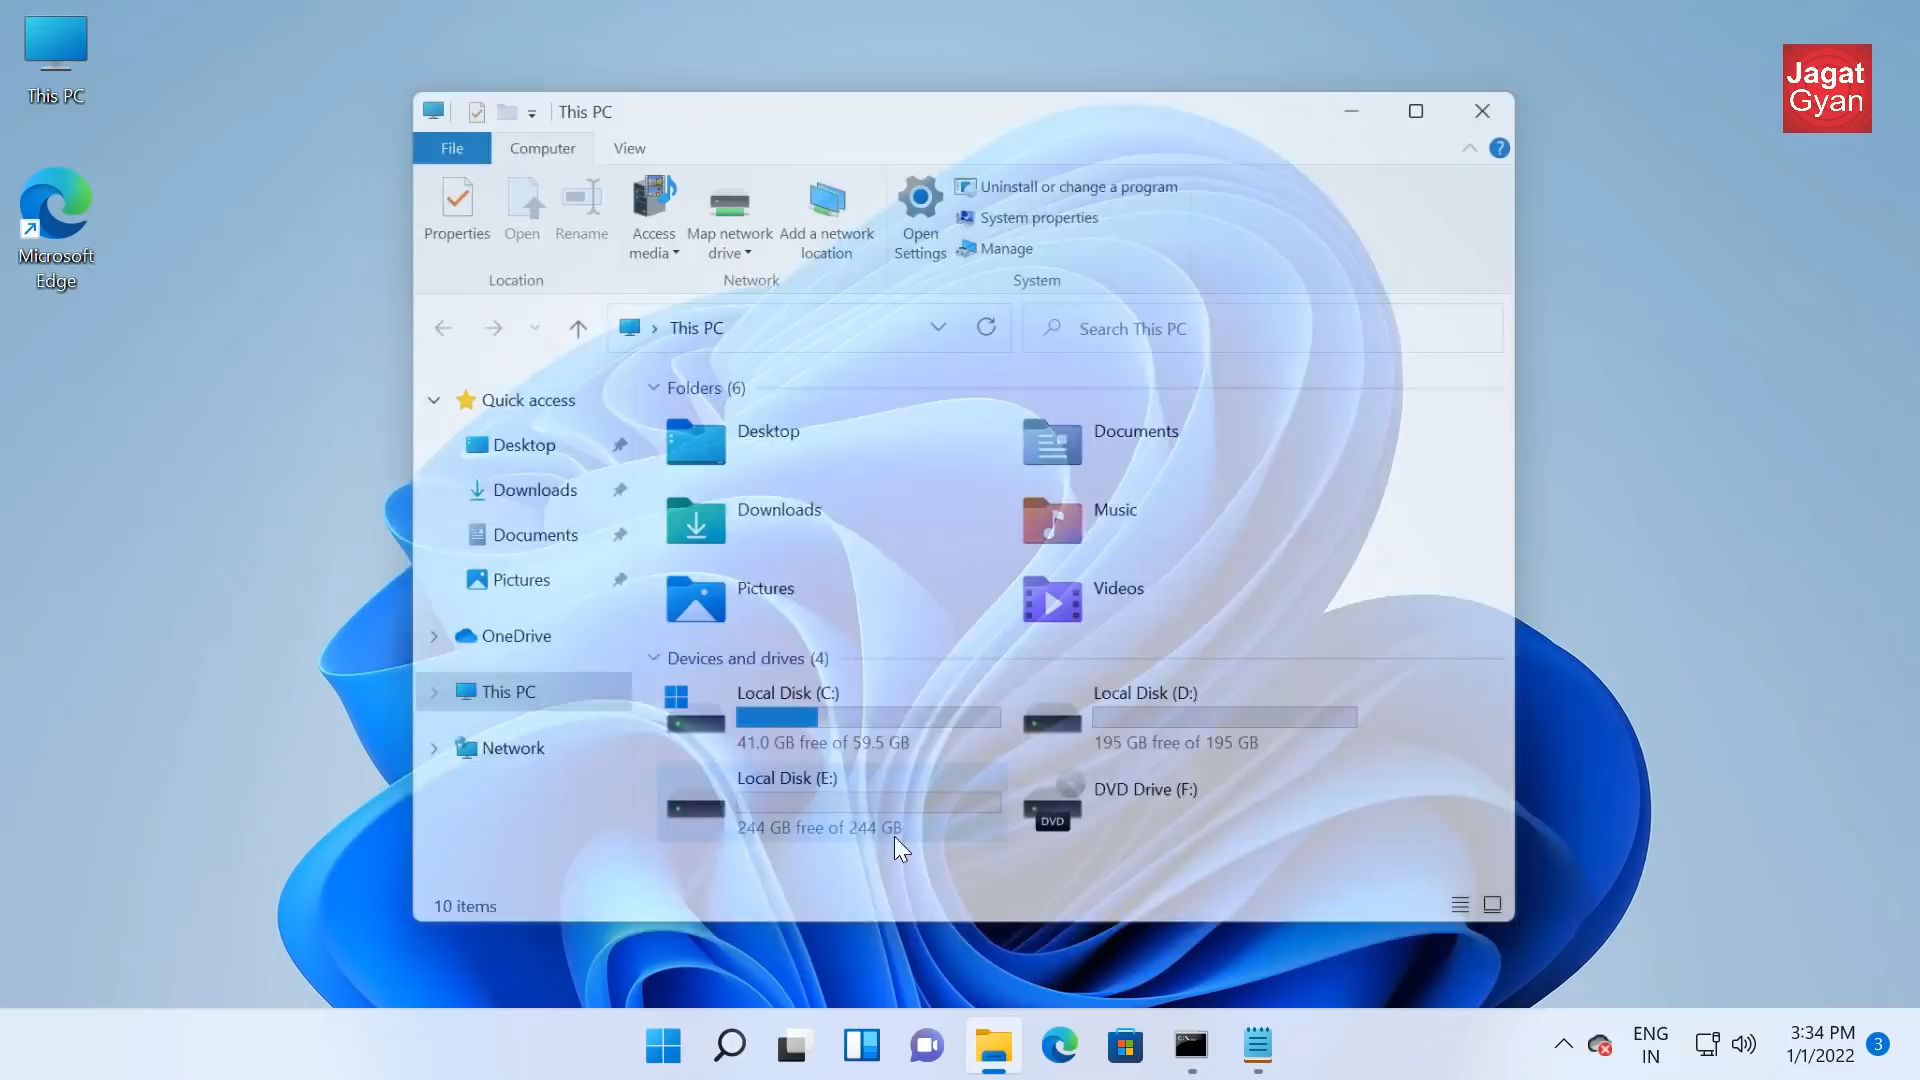 This PC
Microsoft
Edge
Jagat
Gyan
This PC
File
Computer
View
?
Properties
Open
Rename
Access
media
Map network
drive
Add a network
location
Open
Settings
Uninstall or change a program
System properties
Manage
Location
Network
System
This PC
Search This PC
Quick access
Desktop
Downloads
Documents
Pictures
OneDrive
This PC
Network
Folders (6)
Desktop
Documents
Downloads
Music
Pictures
Videos
Devices and drives (4)
Local Disk (C:)
41.0 GB free of 59.5 GB
Local Disk (D:)
195 GB free of 195 GB
Local Disk (E:)
244 GB free of 244 GB
DVD Drive (F:)
DVD
10 items
ENG
IN
3:34 PM
1/1/2022
3